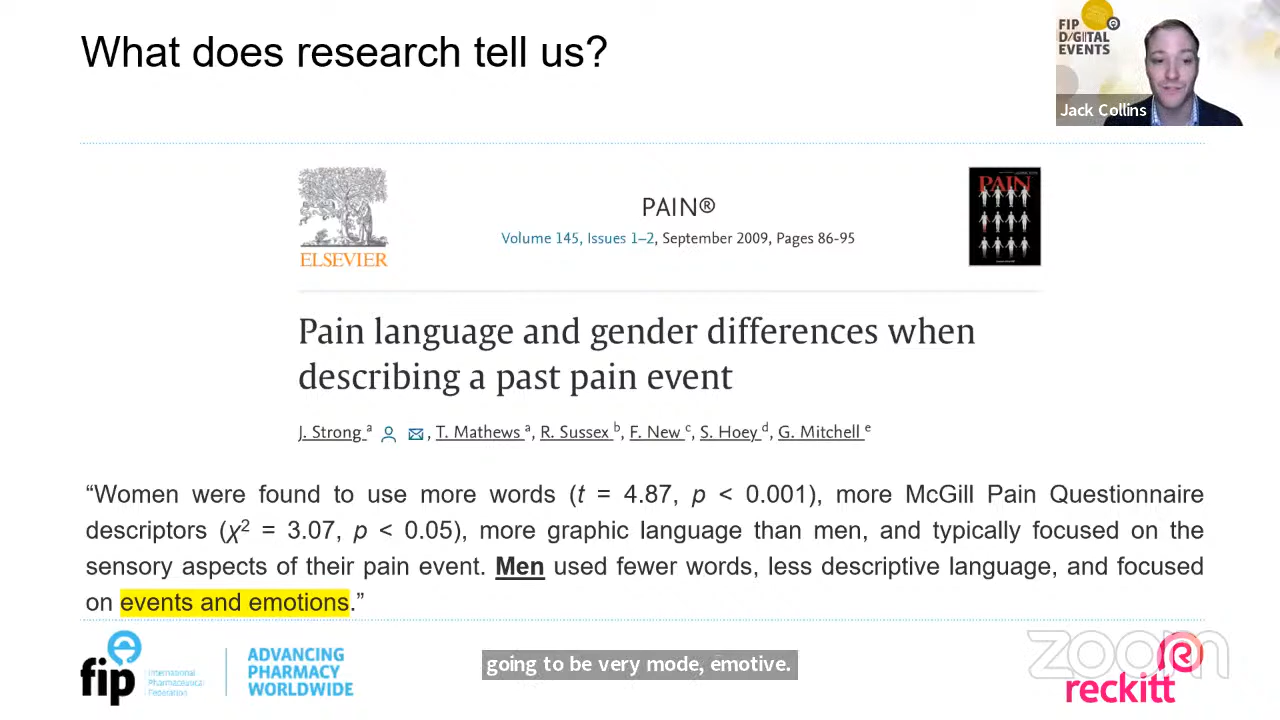 What does research tell us?
FIP
D/G/TAL
EVENTS
Jack Collins
ELSEVIER
PAIN®
Volume 145, Issues 1–2, September 2009, Pages 86-95
PAIN
Pain language and gender differences when
describing a past pain event
J. Strong a, T. Mathews a, R. Sussex b, F. New c, S. Hoey d, G. Mitchell e
“Women were found to use more words (t = 4.87, p < 0.001), more McGill Pain Questionnaire
descriptors (χ² = 3.07, p < 0.05), more graphic language than men, and typically focused on the
sensory aspects of their pain event. Men used fewer words, less descriptive language, and focused
on events and emotions.”
fip
International
Pharmaceutical
Federation
ADVANCING
PHARMACY
WORLDWIDE
going to be very mode, emotive.
zoom
reckitt